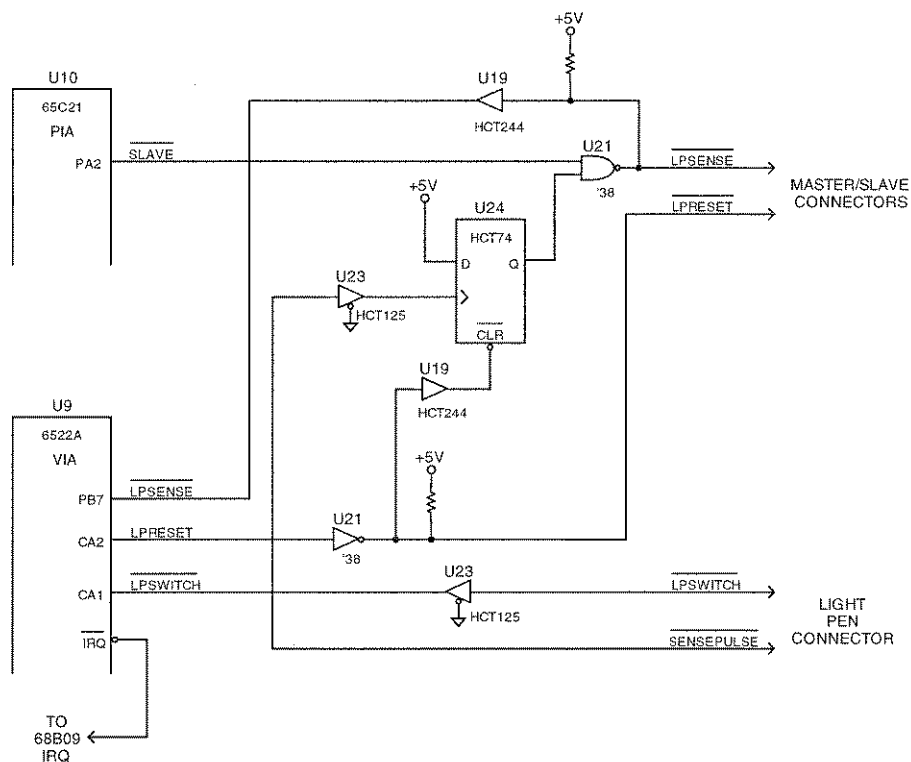 +5V
U10
65C21
PIA
PA2
SLAVE
U19
HCT244
U21
'38
LPSENSE
LPRESET
MASTER/SLAVE
CONNECTORS
+5V
U24
HCT74
D
Q
CLR
U23
HCT125
U19
HCT244
U9
6522A
VIA
PB7
LPSENSE
CA2
LPRESET
U21
'38
+5V
CA1
LPSWITCH
U23
HCT125
LPSWITCH
SENSEPULSE
LIGHT
PEN
CONNECTOR
IRQ
TO
68B09
IRQ